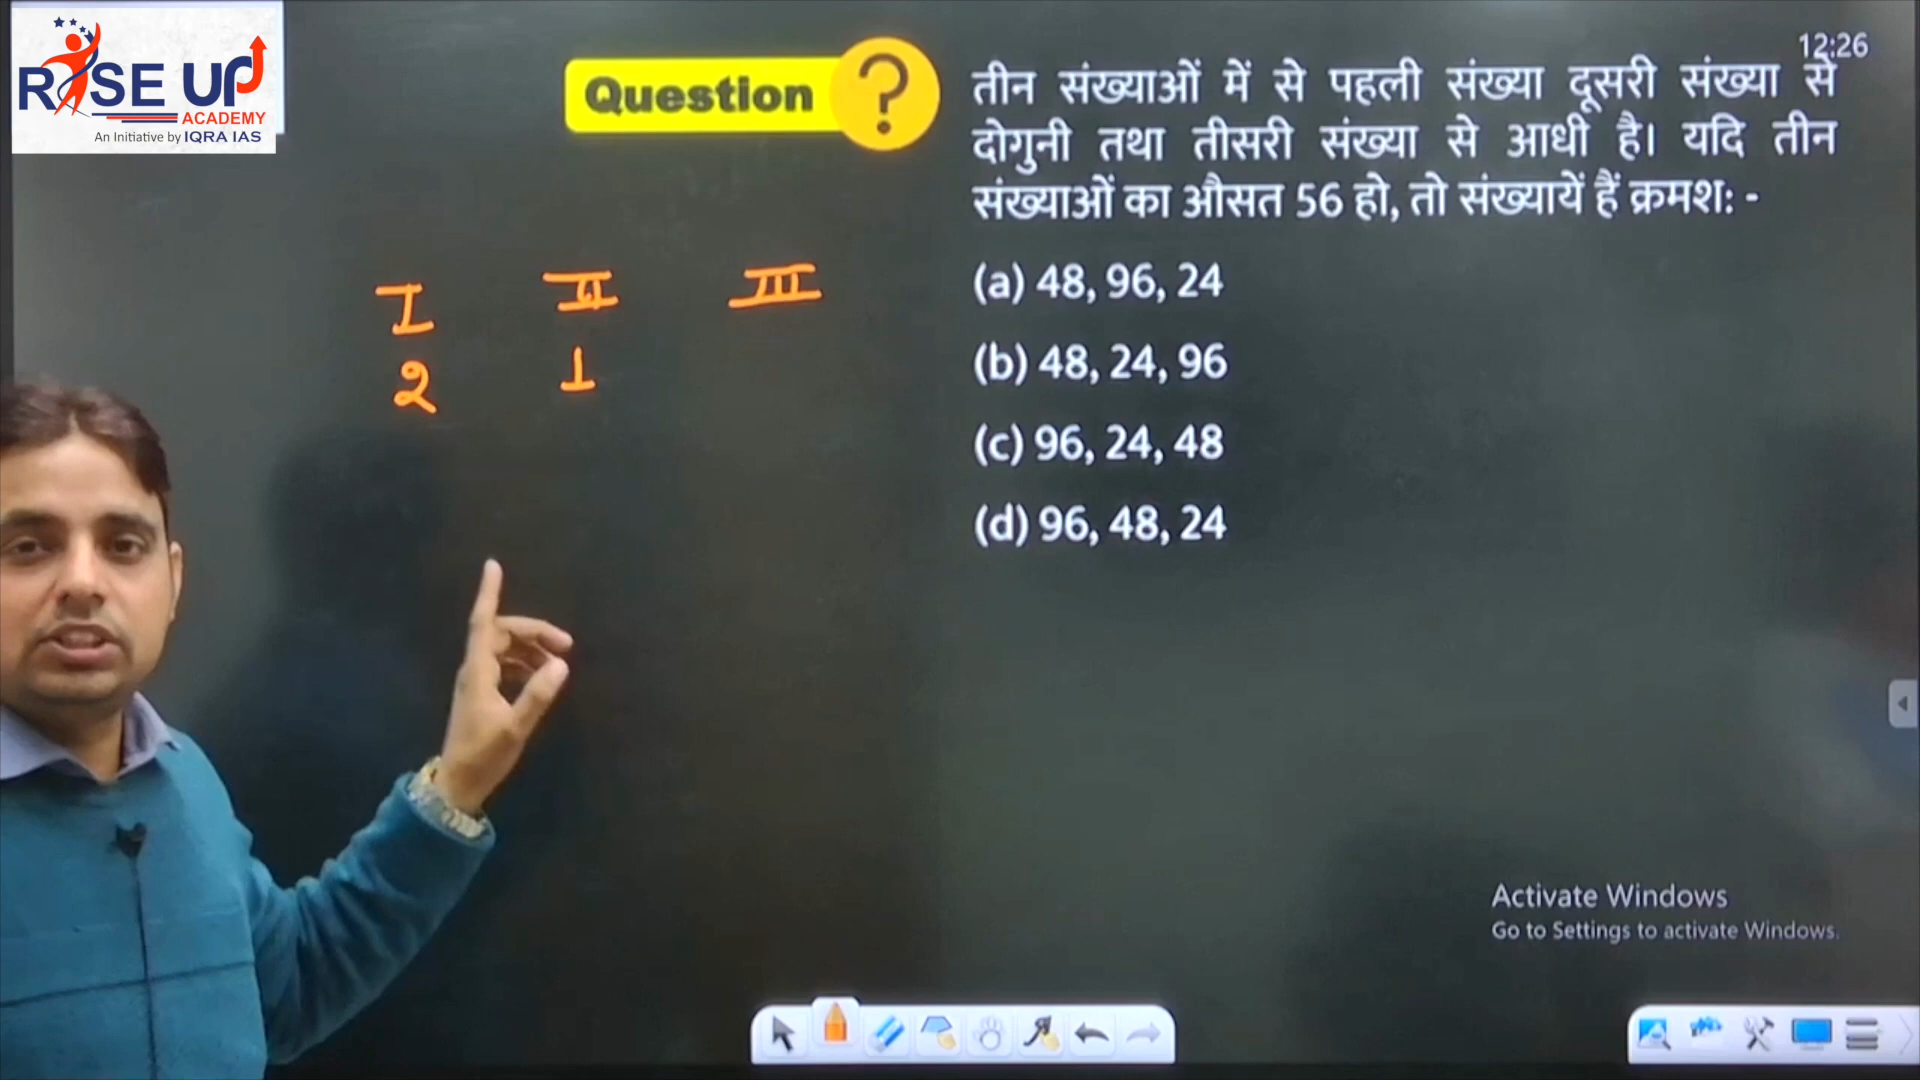 RISE UP
ACADEMY
An Initiative by IQRA IAS
Question ?
12:26
तीन संख्याओं में से पहली संख्या दूसरी संख्या से
दोगुनी तथा तीसरी संख्या से आधी है। यदि तीन
संख्याओं का औसत 56 हो, तो संख्यायें हैं क्रमश: -
I II III
2 1
(a) 48, 96, 24
(b) 48, 24, 96
(c) 96, 24, 48
(d) 96, 48, 24
Activate Windows
Go to Settings to activate Windows.